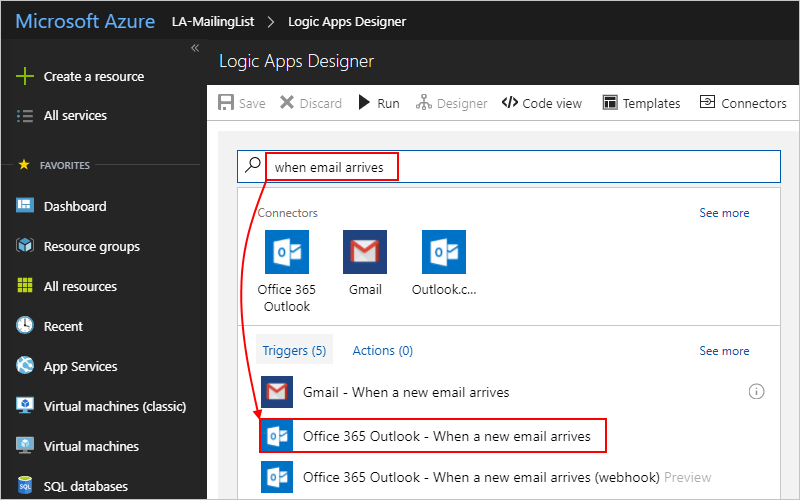 Microsoft Azure LA-MailingList > Logic Apps Designer
«
Create a resource
All services
FAVORITES
Dashboard
Resource groups
All resources
Recent
App Services
Virtual machines (classic)
Virtual machines
SQL databases
Logic Apps Designer
Save Discard Run Designer Code view Templates Connectors
when email arrives
Connectors See more
Office 365
Outlook
Gmail
Outlook.c...
Triggers (5) Actions (0) See more
Gmail - When a new email arrives
Office 365 Outlook - When a new email arrives
Office 365 Outlook - When a new email arrives (webhook) Preview